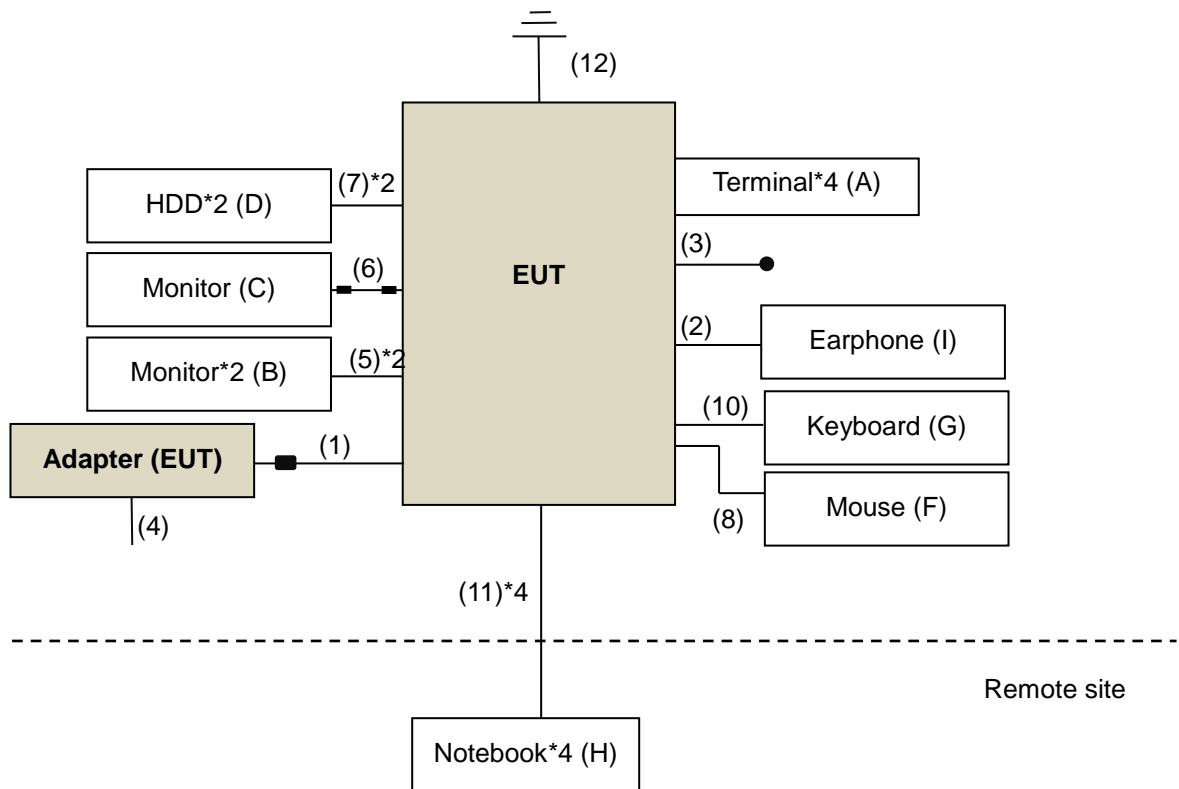 (12)
HDD*2 (D)
(7)*2
Terminal*4 (A)
(3)
Monitor (C)
(6)
EUT
(2)
Earphone (I)
Monitor*2 (B)
(5)*2
(10)
Keyboard (G)
Adapter (EUT)
(1)
Mouse (F)
(8)
(4)
(11)*4
Remote site
Notebook*4 (H)